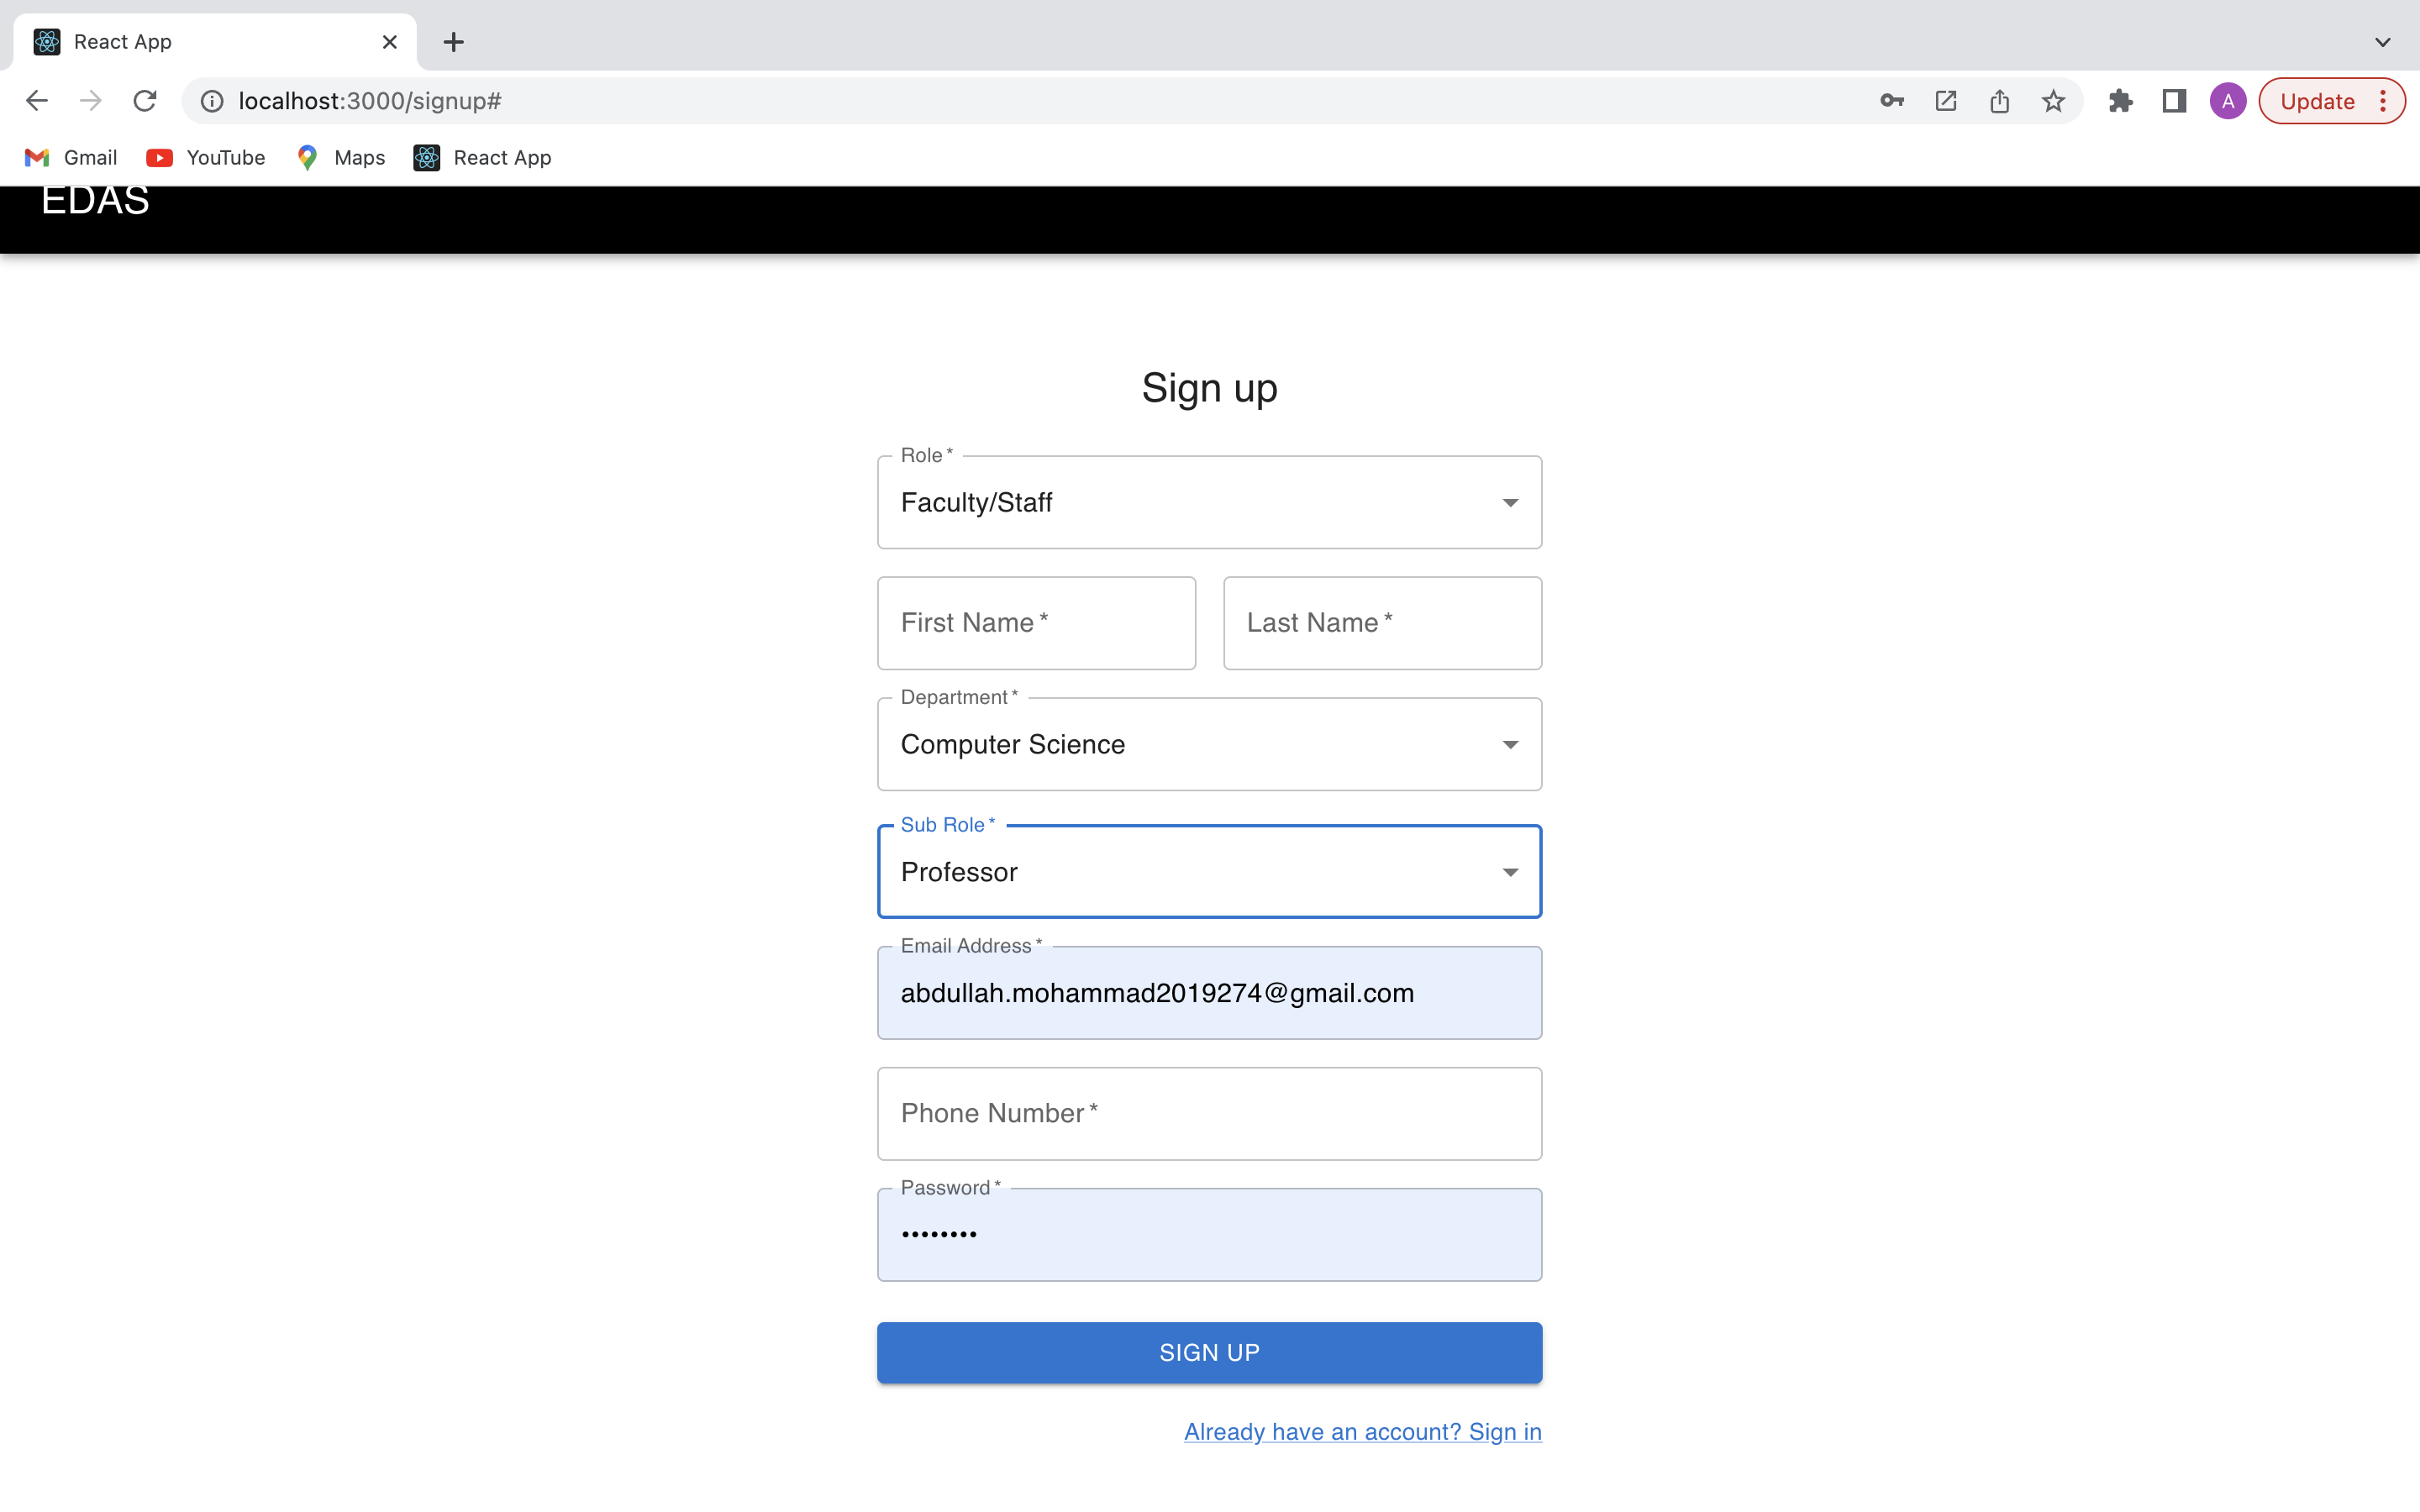 React App
localhost:3000/signup#
A
Update
Gmail
YouTube
Maps
React App
EDAS
Sign up
Role *
Faculty/Staff
First Name *
Last Name *
Department *
Computer Science
Sub Role *
Professor
Email Address *
abdullah.mohammad2019274@gmail.com
Phone Number *
Password *
••••••••
SIGN UP
Already have an account? Sign in